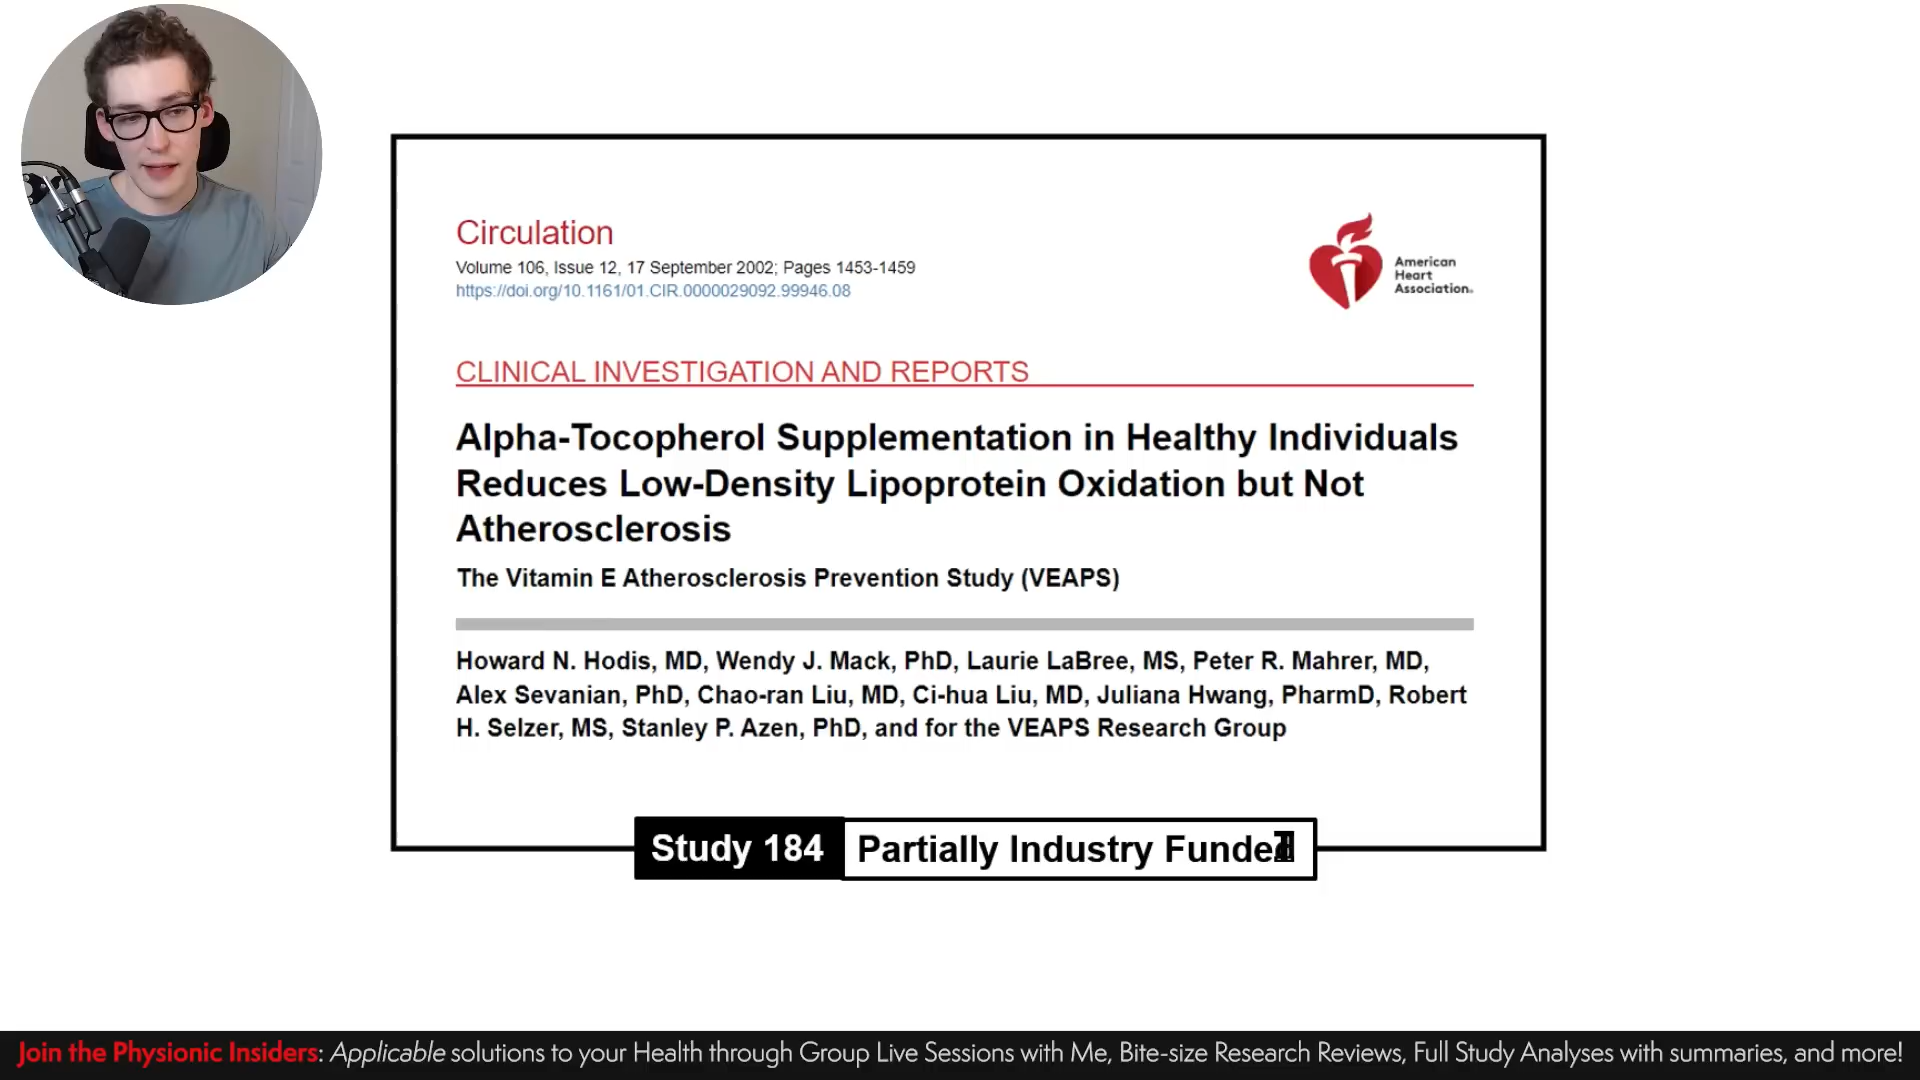 Circulation
Volume 106, Issue 12, 17 September 2002; Pages 1453-1459
https://doi.org/10.1161/01.CIR.0000029092.99946.08
American
Heart
Association.
CLINICAL INVESTIGATION AND REPORTS
Alpha-Tocopherol Supplementation in Healthy Individuals
Reduces Low-Density Lipoprotein Oxidation but Not
Atherosclerosis
The Vitamin E Atherosclerosis Prevention Study (VEAPS)
Howard N. Hodis, MD, Wendy J. Mack, PhD, Laurie LaBree, MS, Peter R. Mahrer, MD,
Alex Sevanian, PhD, Chao-ran Liu, MD, Ci-hua Liu, MD, Juliana Hwang, PharmD, Robert
H. Selzer, MS, Stanley P. Azen, PhD, and for the VEAPS Research Group
Study 184 Partially Industry Funded
Join the Physionic Insiders: Applicable solutions to your Health through Group Live Sessions with Me, Bite-size Research Reviews, Full Study Analyses with summaries, and more!